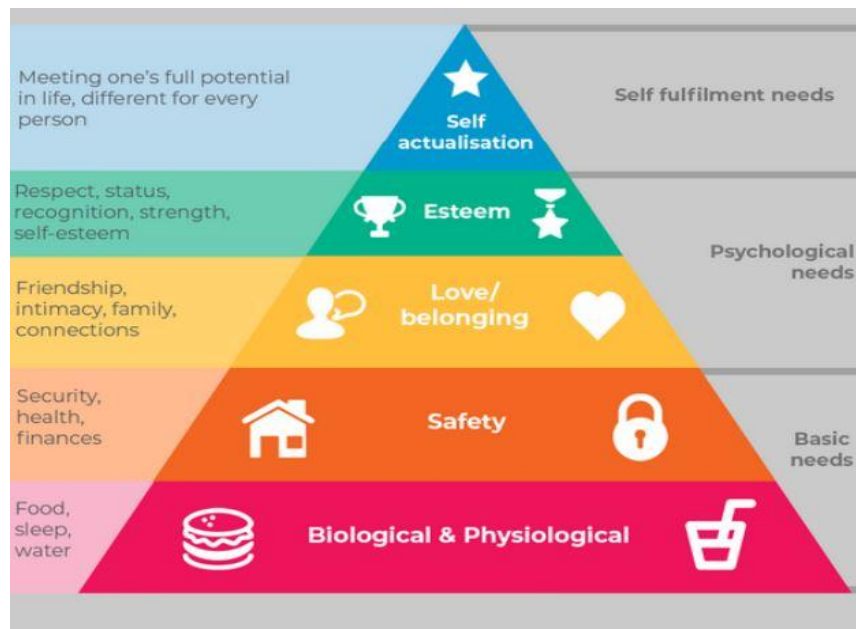 Meeting one's full potential
in life, different for every
person
Self
actualisation
Self fulfilment needs
Respect, status,
recognition, strength,
self-esteem
Esteem
Psychological
needs
Friendship,
intimacy, family,
connections
Love/
belonging
Security,
health,
finances
Safety
Basic
needs
Food,
sleep,
water
Biological & Physiological